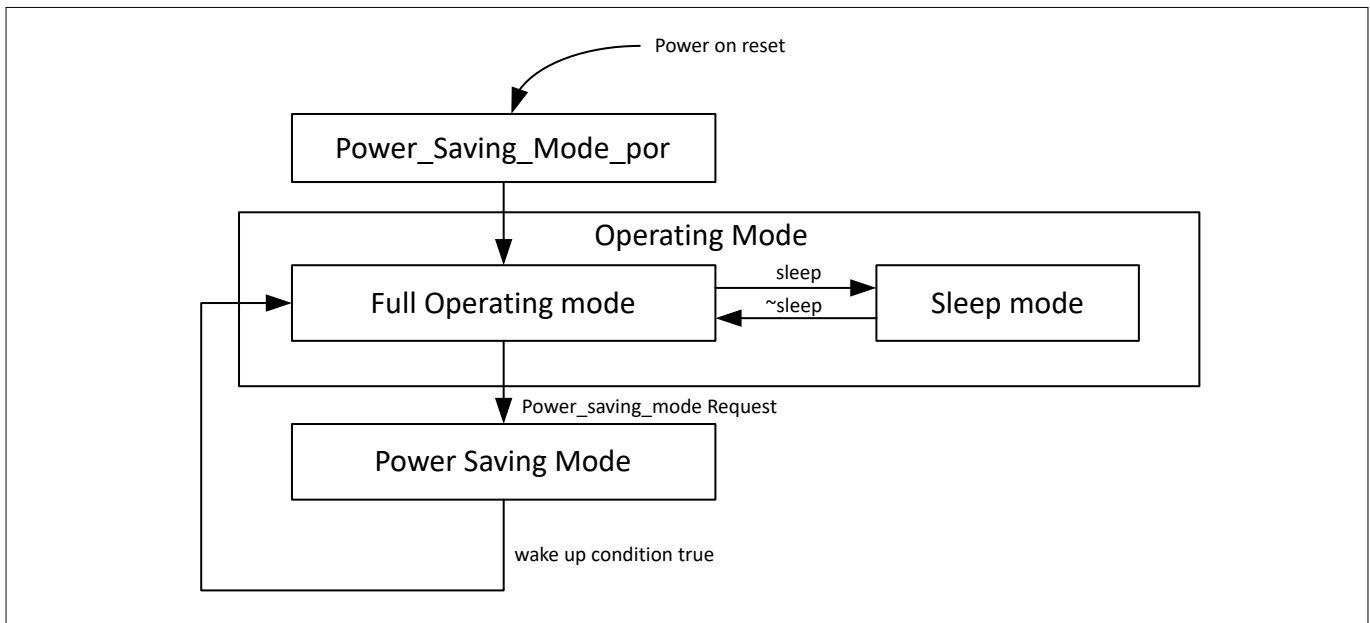 Power on reset
Power_Saving_Mode_por
Operating Mode
Full Operating mode
sleep
~sleep
Sleep mode
Power_saving_mode Request
Power Saving Mode
wake up condition true